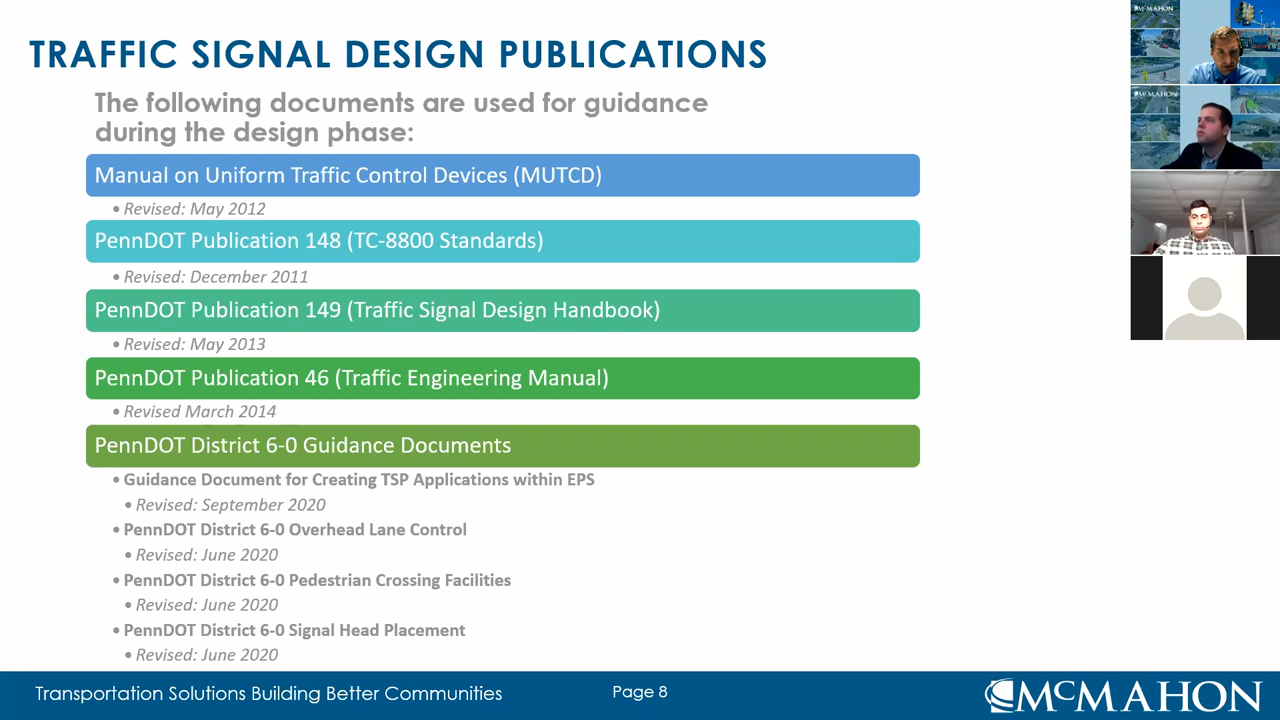 TRAFFIC SIGNAL DESIGN PUBLICATIONS
The following documents are used for guidance
during the design phase:
Manual on Uniform Traffic Control Devices (MUTCD)
• Revised: May 2012
PennDOT Publication 148 (TC-8800 Standards)
• Revised: December 2011
PennDOT Publication 149 (Traffic Signal Design Handbook)
• Revised: May 2013
PennDOT Publication 46 (Traffic Engineering Manual)
• Revised March 2014
PennDOT District 6-0 Guidance Documents
• Guidance Document for Creating TSP Applications within EPS
• Revised: September 2020
• PennDOT District 6-0 Overhead Lane Control
• Revised: June 2020
• PennDOT District 6-0 Pedestrian Crossing Facilities
• Revised: June 2020
• PennDOT District 6-0 Signal Head Placement
• Revised: June 2020
Transportation Solutions Building Better Communities
Page 8
McMAHON
McMAHON
McMAHON